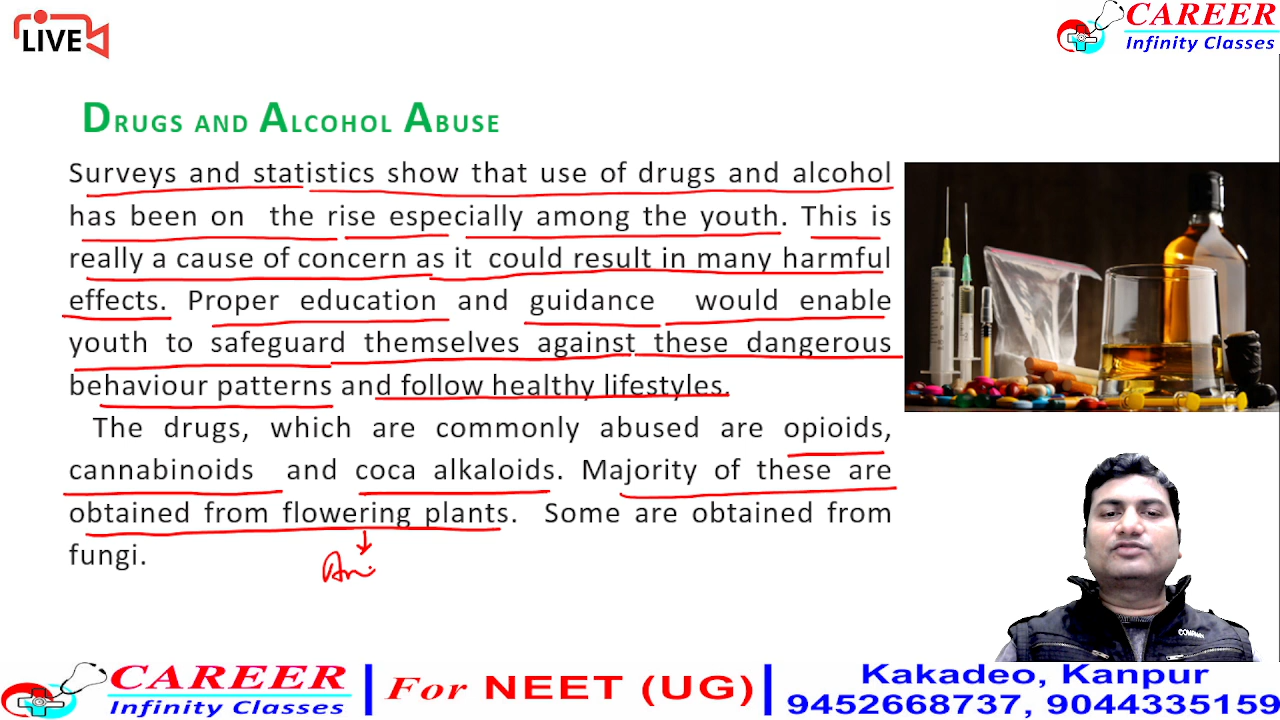 LIVE
CAREER
Infinity Classes
DRUGS AND ALCOHOL ABUSE
Surveys and statistics show that use of drugs and alcohol
has been on the rise especially among the youth. This is
really a cause of concern as it could result in many harmful
effects. Proper education and guidance would enable
youth to safeguard themselves against these dangerous
behaviour patterns and follow healthy lifestyles.
The drugs, which are commonly abused are opioids,
cannabinoids and coca alkaloids. Majority of these are
obtained from flowering plants. Some are obtained from
fungi.
CAREER
Infinity Classes
For NEET (UG)
Kakadeo, Kanpur
9452668737, 9044335159